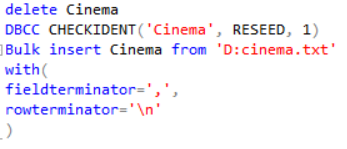 delete Cinema
DBCC CHECKIDENT('Cinema', RESEED, 1)
Bulk insert Cinema from 'D:cinema.txt'
with(
fieldterminator=',',
rowterminator='\n'
)